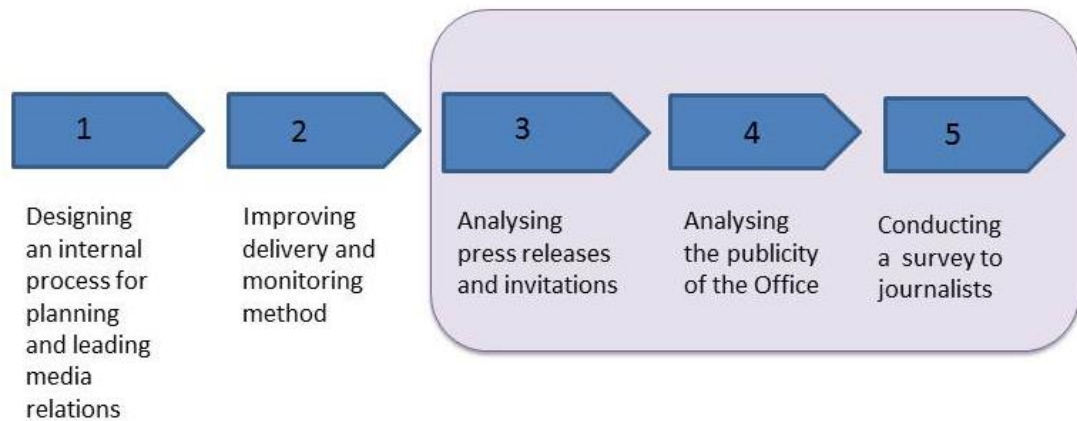 1
Designing
an internal
process for
planning
and leading
media
relations
2
Improving
delivery and
monitoring
method
3
Analysing
press releases
and invitations
4
Analysing
the publicity
of the Office
5
Conducting
a survey to
journalists